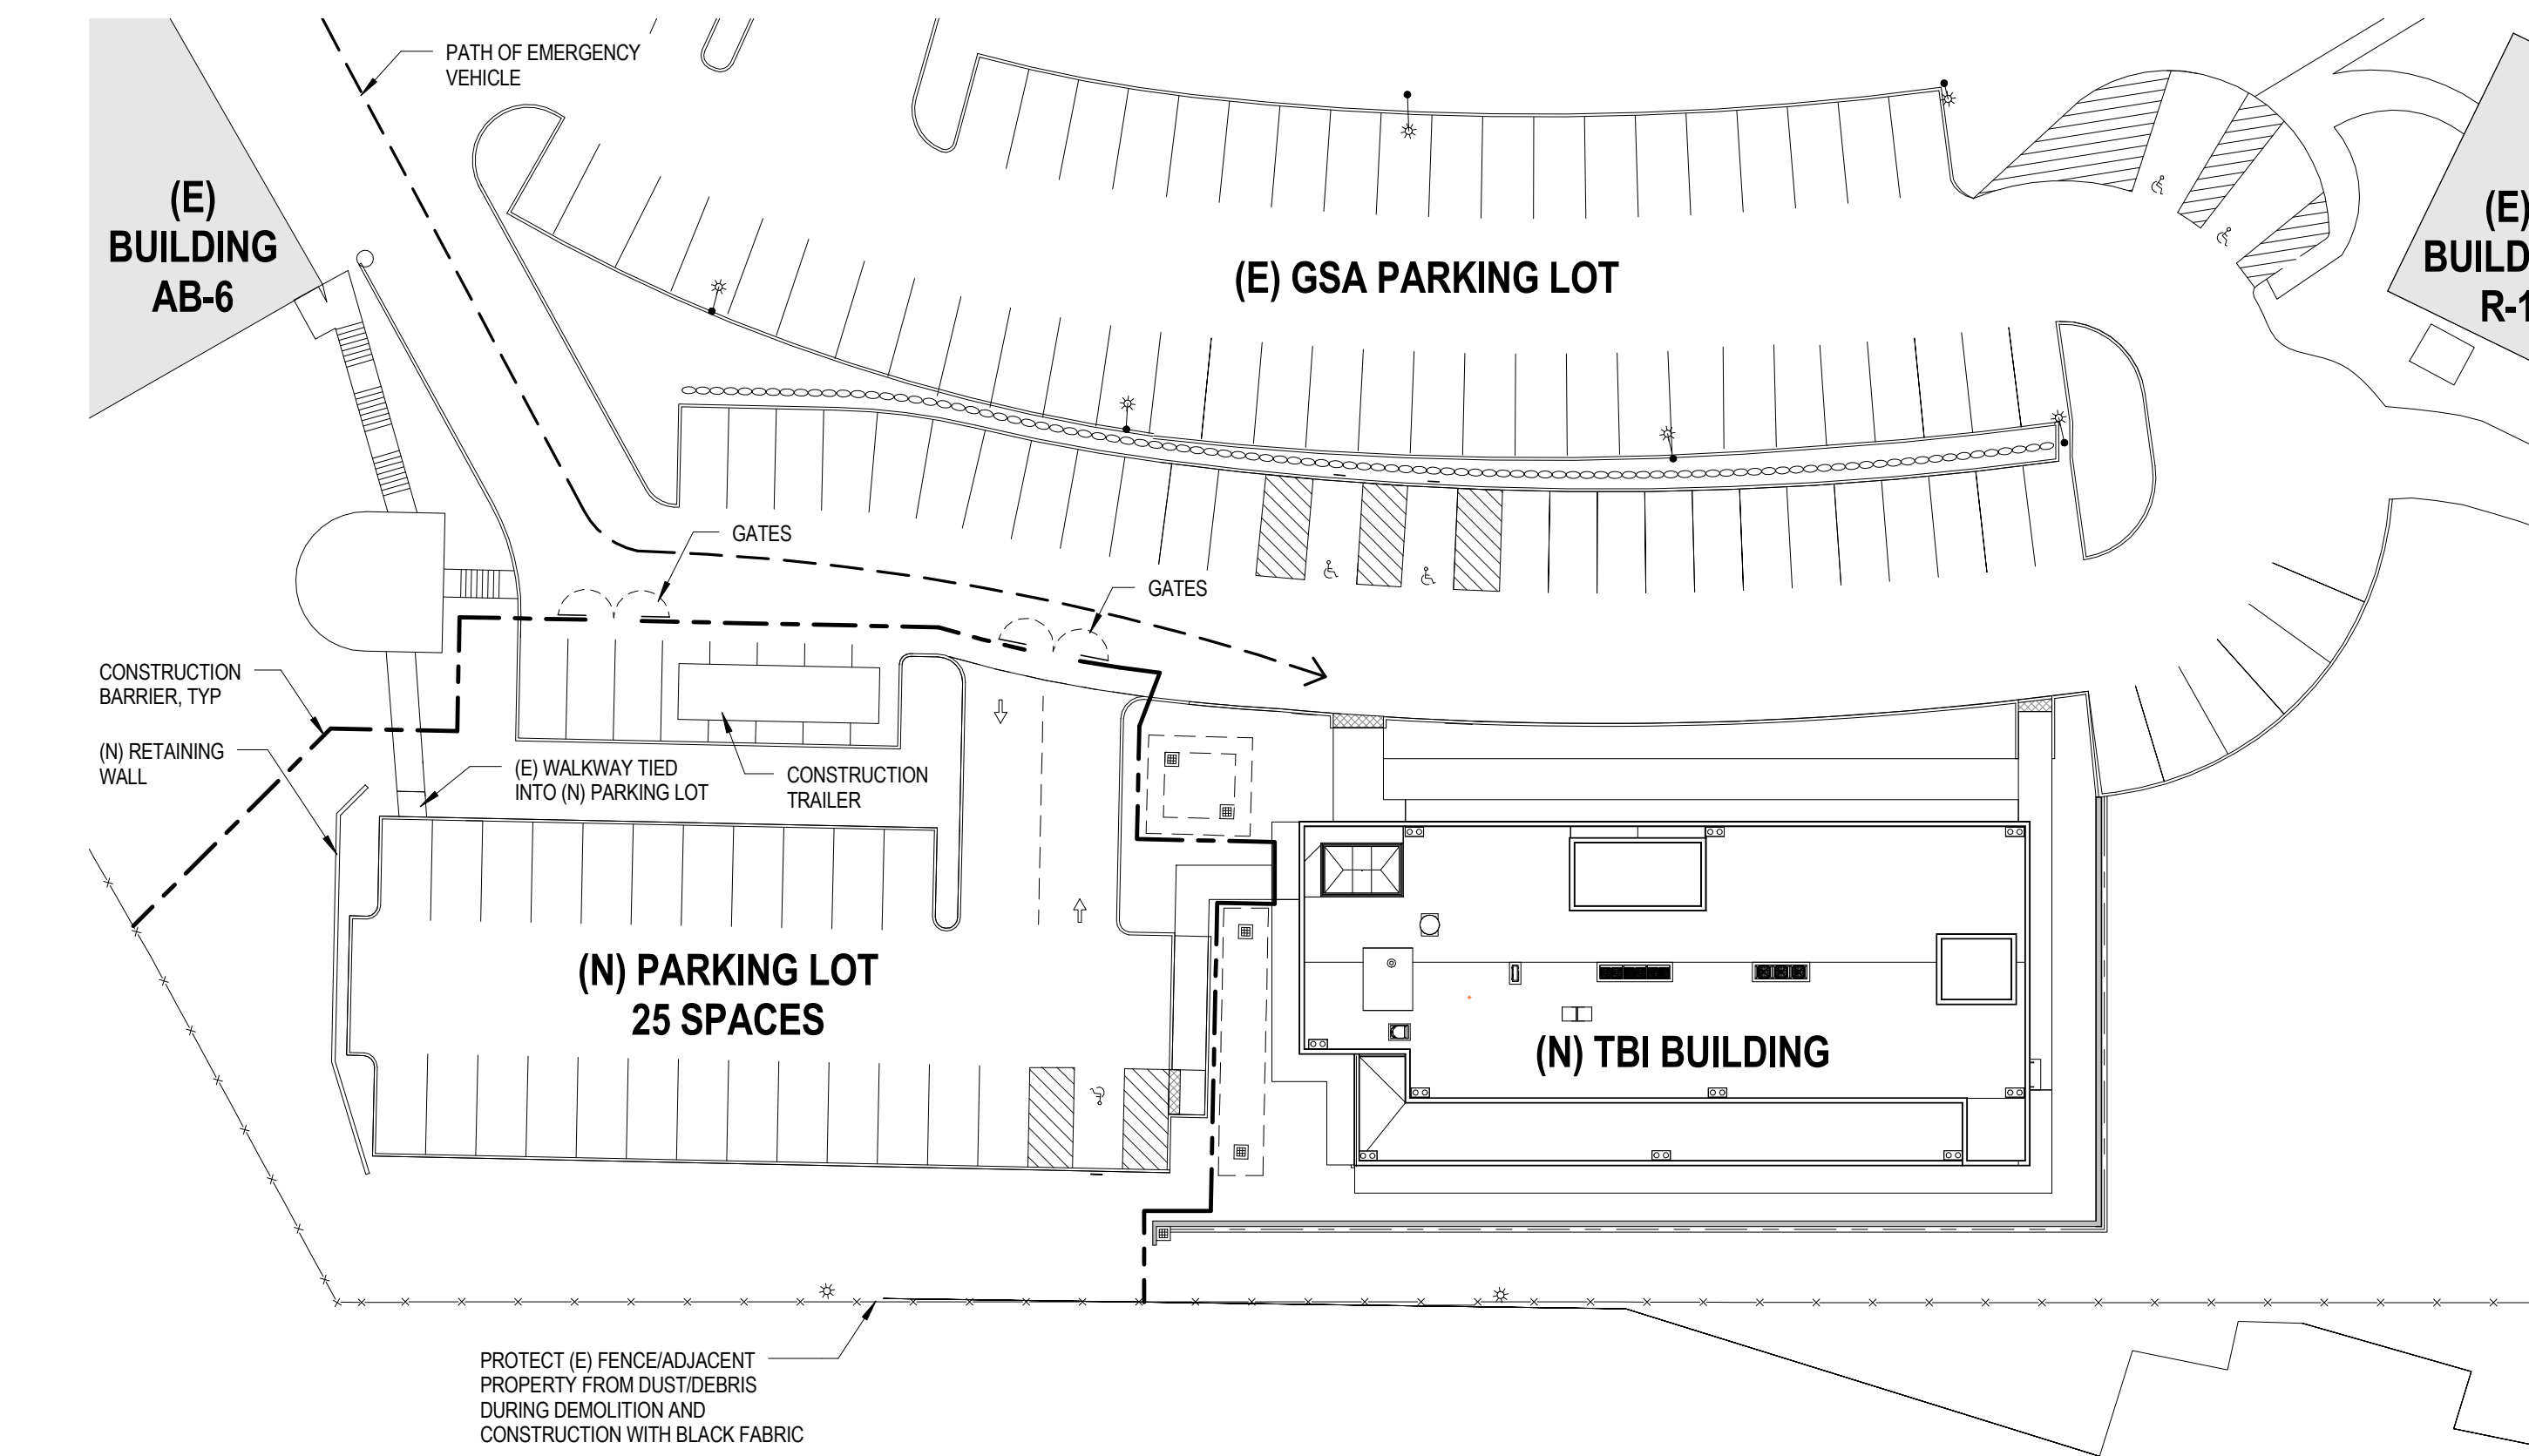 PATH OF EMERGENCY
VEHICLE
(E)
BUILDING
AB-6
(E) GSA PARKING LOT
(E)
BUILD
R-1
GATES
GATES
CONSTRUCTION
BARRIER, TYP
(N) RETAINING
WALL
(E) WALKWAY TIED
INTO (N) PARKING LOT
CONSTRUCTION
TRAILER
(N) PARKING LOT
25 SPACES
(N) TBI BUILDING
PROTECT (E) FENCE/ADJACENT
PROPERTY FROM DUST/DEBRIS
DURING DEMOLITION AND
CONSTRUCTION WITH BLACK FABRIC